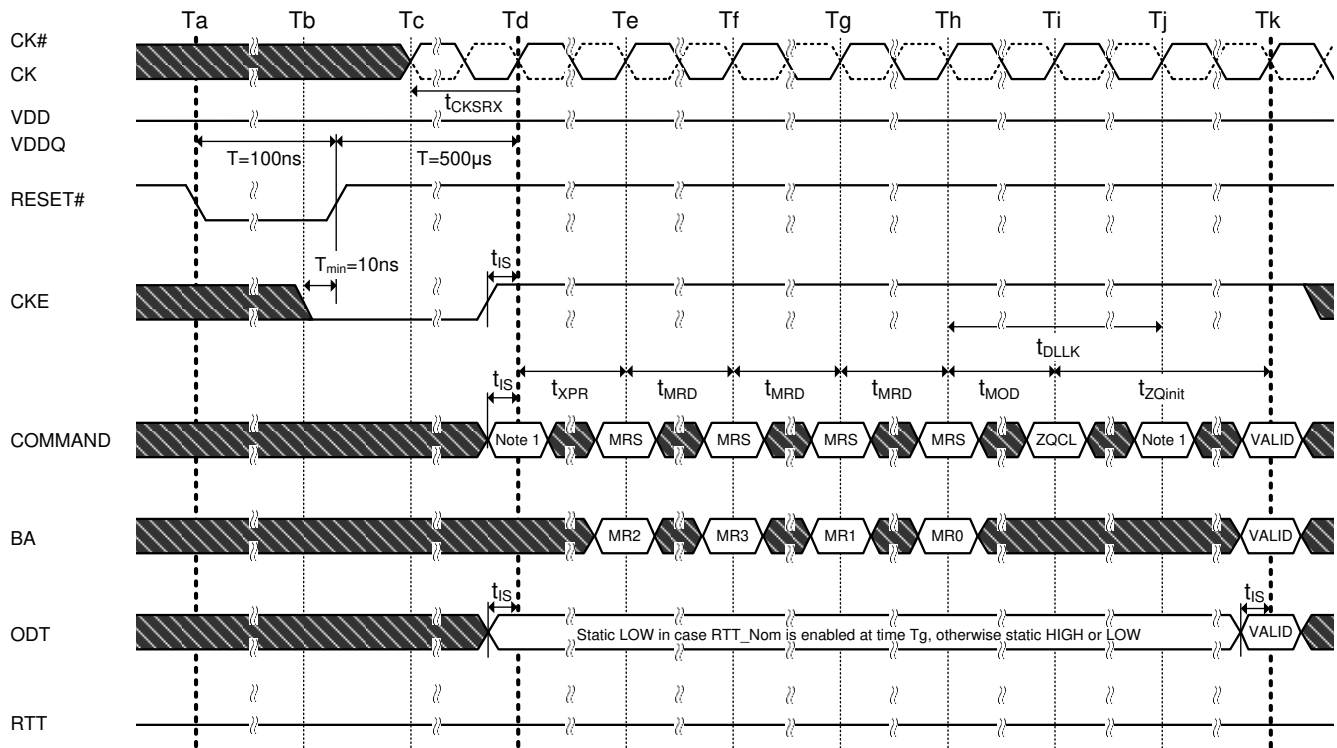 Ta Tb Tc Td Te Tf Tg Th Ti Tj Tk
CK#
CK
tCKSRX
VDD
VDDQ
T=100ns T=500µs
RESET#
Tmin=10ns tIS
CKE
tDLLK
tIS tXPR tMRD tMRD tMRD tMOD tZQinit
COMMAND Note 1 MRS MRS MRS MRS ZQCL Note 1 VALID
BA MR2 MR3 MR1 MR0 VALID
tIS tIS
ODT Static LOW in case RTT_Nom is enabled at time Tg, otherwise static HIGH or LOW VALID
RTT